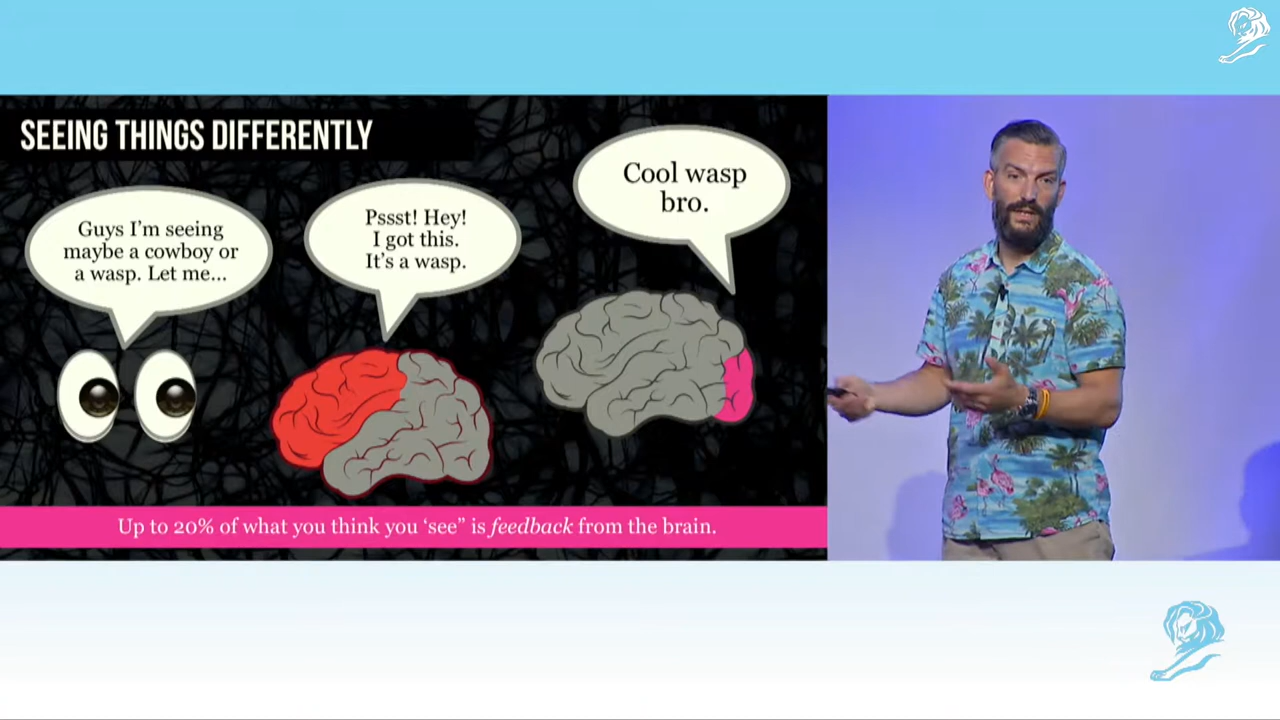 SEEING THINGS DIFFERENTLY
Guys I'm seeing
maybe a cowboy or
a wasp. Let me...
Pssst! Hey!
I got this.
It's a wasp.
Cool wasp
bro.
Up to 20% of what you think you ‘see” is feedback from the brain.